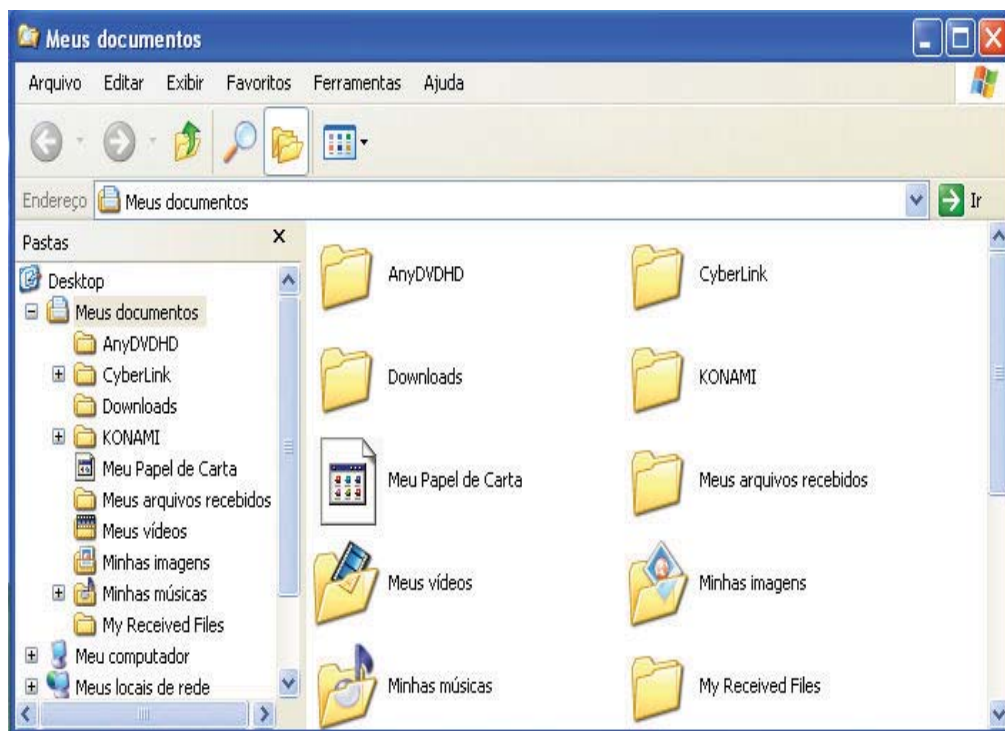 Meus documentos
Arquivo Editar Exibir Favoritos Ferramentas Ajuda
Endereço Meus documentos Ir
Pastas X
Desktop
Meus documentos
AnyDVDHD
CyberLink
Downloads
KONAMI
Meu Papel de Carta
Meus arquivos recebidos
Meus vídeos
Minhas imagens
Minhas músicas
My Received Files
Meu computador
Meus locais de rede
AnyDVDHD
CyberLink
Downloads
KONAMI
Meu Papel de Carta
Meus arquivos recebidos
Meus vídeos
Minhas imagens
Minhas músicas
My Received Files